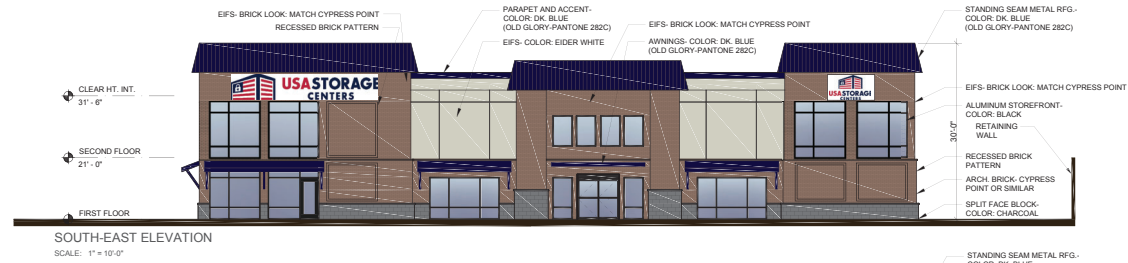 EIFS- BRICK LOOK: MATCH CYPRESS POINT
RECESSED BRICK PATTERN
PARAPET AND ACCENT-
COLOR: DK. BLUE
(OLD GLORY-PANTONE 282C)
EIFS- COLOR: EIDER WHITE
EIFS- BRICK LOOK: MATCH CYPRESS POINT
AWNINGS- COLOR: DK. BLUE
(OLD GLORY-PANTONE 282C)
STANDING SEAM METAL RFG.-
COLOR: DK. BLUE
(OLD GLORY-PANTONE 282C)
CLEAR HT. INT.
31' - 6"
SECOND FLOOR
21' - 0"
FIRST FLOOR
USASTORAGE
CENTERS
USASTORAGE
CENTERS
30'-0"
EIFS- BRICK LOOK: MATCH CYPRESS POINT
ALUMINUM STOREFRONT-
COLOR: BLACK
RETAINING
WALL
RECESSED BRICK
PATTERN
ARCH. BRICK- CYPRESS
POINT OR SIMILAR
SPLIT FACE BLOCK-
COLOR: CHARCOAL
SOUTH-EAST ELEVATION
SCALE: 1" = 10'-0"
STANDING SEAM METAL RFG.-
COLOR: DK. BLUE